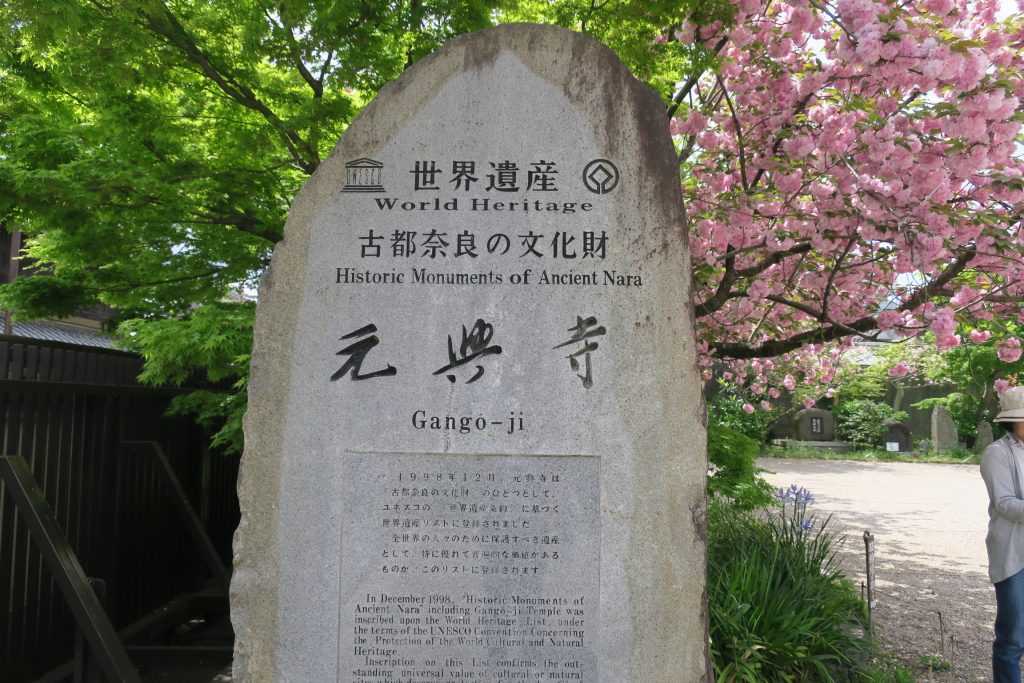 世界遺産
World Heritage
古都奈良の文化財
Historic Monuments of Ancient Nara
元興寺
Gangō-ji
1998年12月、元興寺は
「古都奈良の文化財」のひとつとして、
ユネスコの「世界遺産条約」に基づく
世界遺産リストに登録されました。
全世界の人々のために保護すべき遺産
として、特に優れて普遍的な価値がある
ものが、このリストに登録されます。
In December 1998, "Historic Monuments of
Ancient Nara" including Gangō-ji Temple was
inscribed upon the World Heritage List, under
the terms of the UNESCO Convention Concerning
the Protection of the World Cultural and Natural
Heritage.
Inscription on this List confirms the out-
standing universal value of cultural or natural